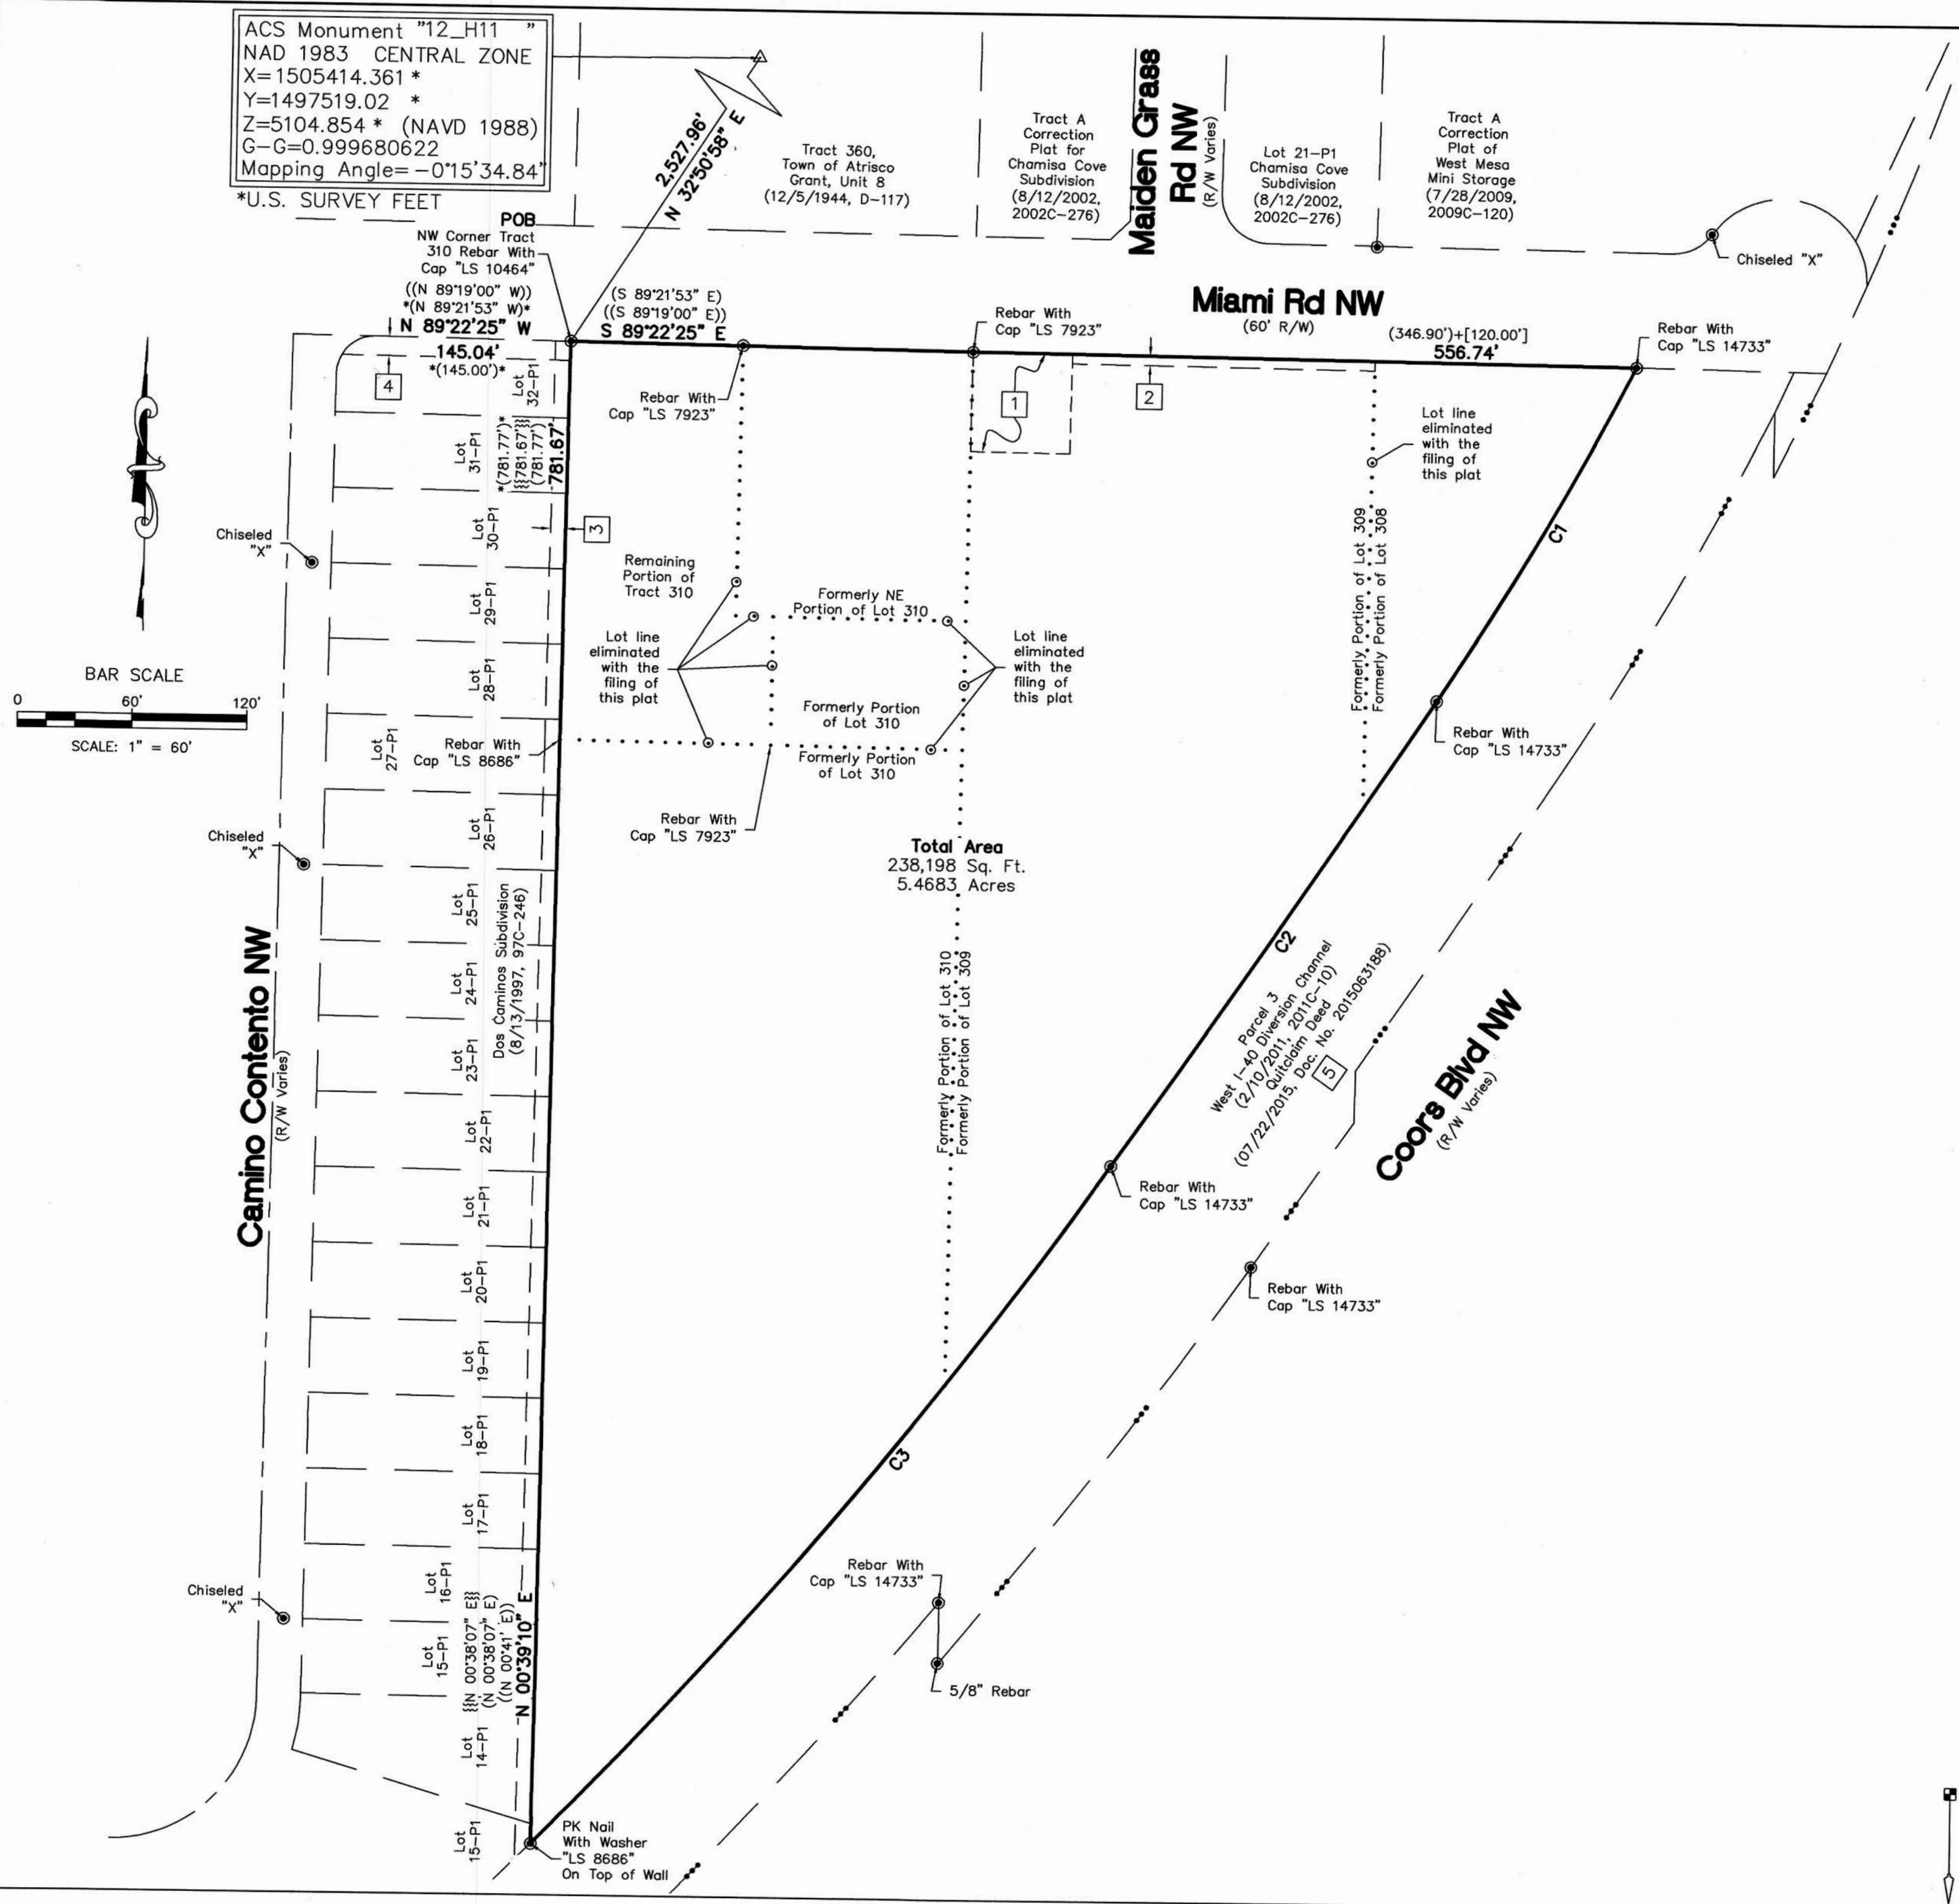 ACS Monument "12_H11 "
NAD 1983 CENTRAL ZONE
X=1505414.361 *
Y=1497519.02 *
Z=5104.854 * (NAVD 1988)
G-G=0.999680622
Mapping Angle= -0°15'34.84"
*U.S. SURVEY FEET
POB
NW Corner Tract
310 Rebar With
Cap "LS 10464"
((N 89°19'00" W))
*(N 89°21'53" W)*
N 89°22'25" W
145.04'
*(145.00')*
4
2,527.96'
N 32°50'58" E
Tract 360,
Town of Atrisco
Grant, Unit 8
(12/5/1944, D-117)
Tract A
Correction
Plat for
Chamisa Cove
Subdivision
(8/12/2002,
2002C-276)
Maiden Grass
Rd NW
(R/W Varies)
Lot 21-P1
Chamisa Cove
Subdivision
(8/12/2002,
2002C-276)
Tract A
Correction
Plat of
West Mesa
Mini Storage
(7/28/2009,
2009C-120)
Chiseled "X"
(S 89°21'53" E)
((S 89°19'00" E))
S 89°22'25" E
Rebar With
Cap "LS 7923"
Miami Rd NW
(60' R/W)
(346.90')+[120.00']
556.74'
Rebar With
Cap "LS 14733"
Rebar With
Cap "LS 7923"
1
2
Lot line
eliminated
with the
filing of
this plat
Lot
32-P1
*(781.77')*
{{781.67'}}
(781.77')
781.67'
3
Lot
31-P1
Lot
30-P1
Lot
29-P1
Lot
28-P1
Lot
27-P1
Lot
26-P1
Lot
25-P1
Lot
24-P1
Lot
23-P1
Lot
22-P1
Lot
21-P1
Lot
20-P1
Lot
19-P1
Lot
18-P1
Lot
17-P1
Lot
16-P1
Lot
15-P1
Lot
14-P1
Lot
15-P1
Chiseled
"X"
Chiseled
"X"
Chiseled
"X"
BAR SCALE
0 60' 120'
SCALE: 1" = 60'
Camino Contento NW
(R/W Varies)
Dos Caminos Subdivision
(8/13/1997, 97C-246)
Remaining
Portion of
Tract 310
Formerly NE
Portion of Lot 310
Lot line
eliminated
with the
filing of
this plat
Lot line
eliminated
with the
filing of
this plat
Formerly Portion
of Lot 310
Formerly Portion
of Lot 310
Rebar With
Cap "LS 8686"
Rebar With
Cap "LS 7923"
Total Area
238,198 Sq. Ft.
5.4683 Acres
Formerly Portion of Lot 309
Formerly Portion of Lot 308
Formerly Portion of Lot 310
Formerly Portion of Lot 309
C1
Rebar With
Cap "LS 14733"
C2
Parcel 3
West I-40 Diversion Channel
(2/10/2011, 2011C-10)
Quitclaim Deed
(07/22/2015, Doc. No. 2015063188)
5
Coors Blvd NW
(R/W Varies)
Rebar With
Cap "LS 14733"
Rebar With
Cap "LS 14733"
C3
Rebar With
Cap "LS 14733"
5/8" Rebar
{{N 00°38'07" E}}
(N 00°38'07" E)
((N 00°41' E))
N 00°39'10" E
PK Nail
With Washer
"LS 8686"
On Top of Wall